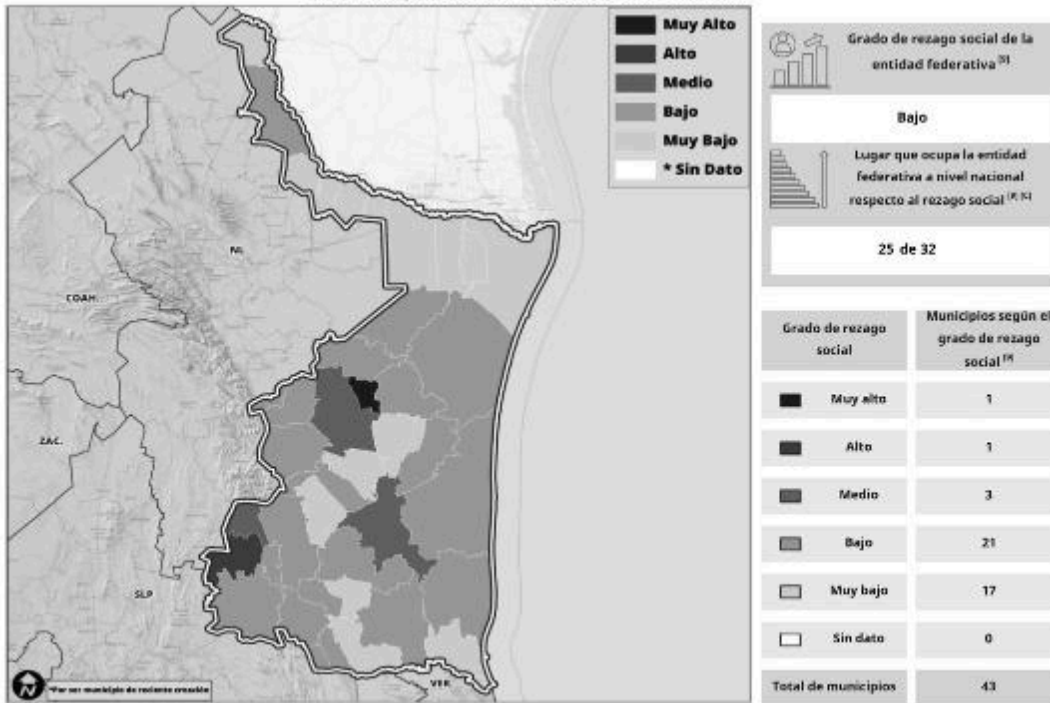 Muy Alto
Alto
Medio
Bajo
Muy Bajo
* Sin Dato
NL
COAH.
ZAC.
SLP
VER.
*Por ser municipio de reciente creación
Grado de rezago social de la
entidad federativa
Bajo
Lugar que ocupa la entidad
federativa a nivel nacional
respecto al rezago social
25 de 32
Grado de rezago
social
Municipios según el
grado de rezago
social
Muy alto
1
Alto
1
Medio
3
Bajo
21
Muy bajo
17
Sin dato
0
Total de municipios
43